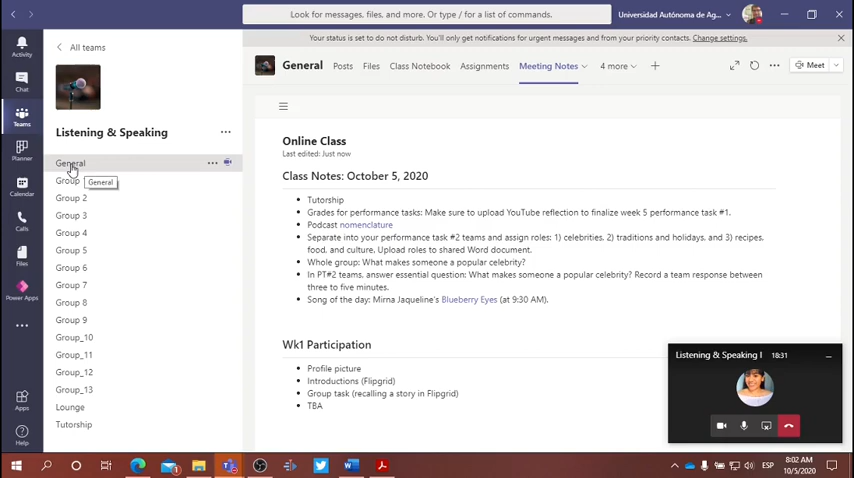 Look for messages, files, and more. Or type / for a list of commands.
Universidad Autónoma de Ag...
Your status is set to do not disturb. You'll only get notifications for urgent messages and from your priority contacts. Change settings.
Activity
Chat
Teams
Planner
Calendar
Calls
Files
Power Apps
Apps
Help
All teams
Listening & Speaking
General
Group
General
Group 2
Group 3
Group 4
Group 5
Group 6
Group 7
Group 8
Group 9
Group_10
Group_11
Group_12
Group_13
Lounge
Tutorship
General Posts Files Class Notebook Assignments Meeting Notes 4 more Meet
Online Class
Last edited: Just now
Class Notes: October 5, 2020
Tutorship
Grades for performance tasks: Make sure to upload YouTube reflection to finalize week 5 performance task #1.
Podcast nomenclature
Separate into your performance task #2 teams and assign roles: 1) celebrities, 2) traditions and holidays, and 3) recipes,
food, and culture. Upload roles to shared Word document.
Whole group: What makes someone a popular celebrity?
In PT#2 teams, answer essential question: What makes someone a popular celebrity? Record a team response between
three to five minutes.
Song of the day: Mirna Jaqueline's Blueberry Eyes (at 9:30 AM).
Wk1 Participation
Profile picture
Introductions (Flipgrid)
Group task (recalling a story in Flipgrid)
TBA
Listening & Speaking I 18:31
ESP
8:02 AM
10/5/2020